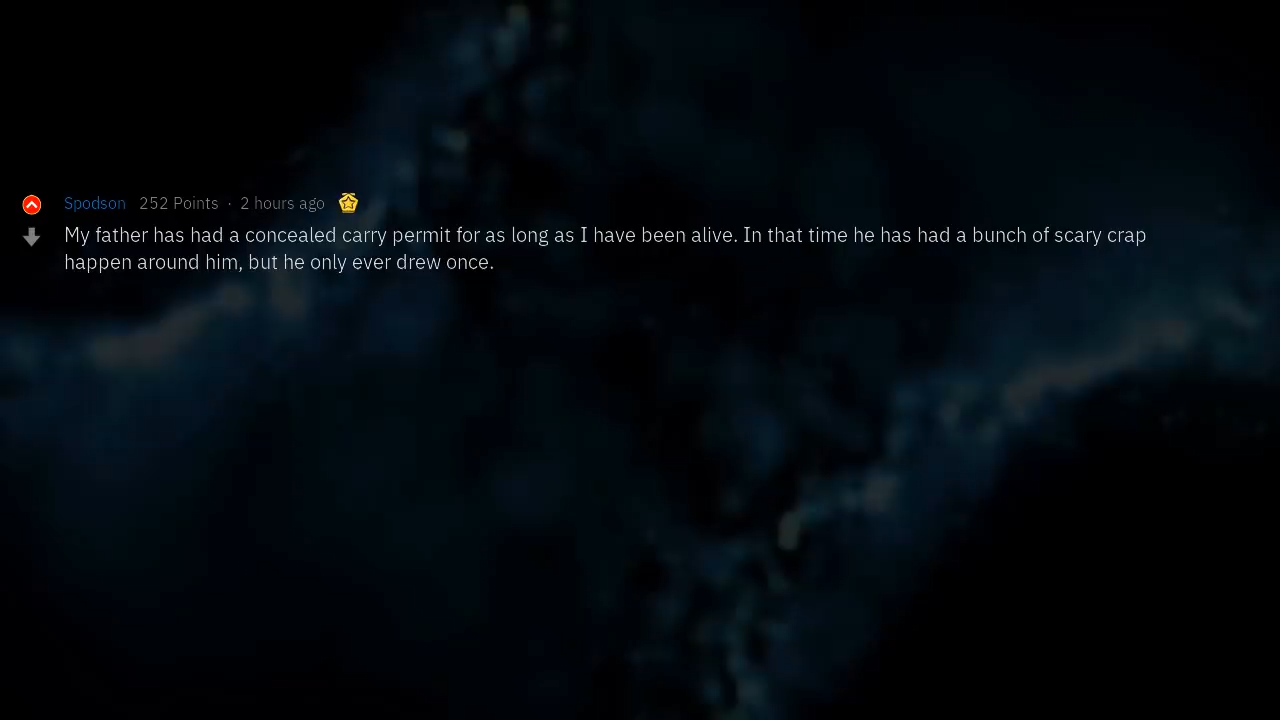 Spodson 252 Points · 2 hours ago
My father has had a concealed carry permit for as long as I have been alive. In that time he has had a bunch of scary crap
happen around him, but he only ever drew once.